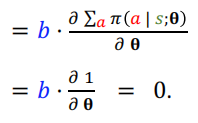 = b · ∂ ∑ₐ π(a | s;θ) / ∂ θ
= b · ∂ 1 / ∂ θ = 0.